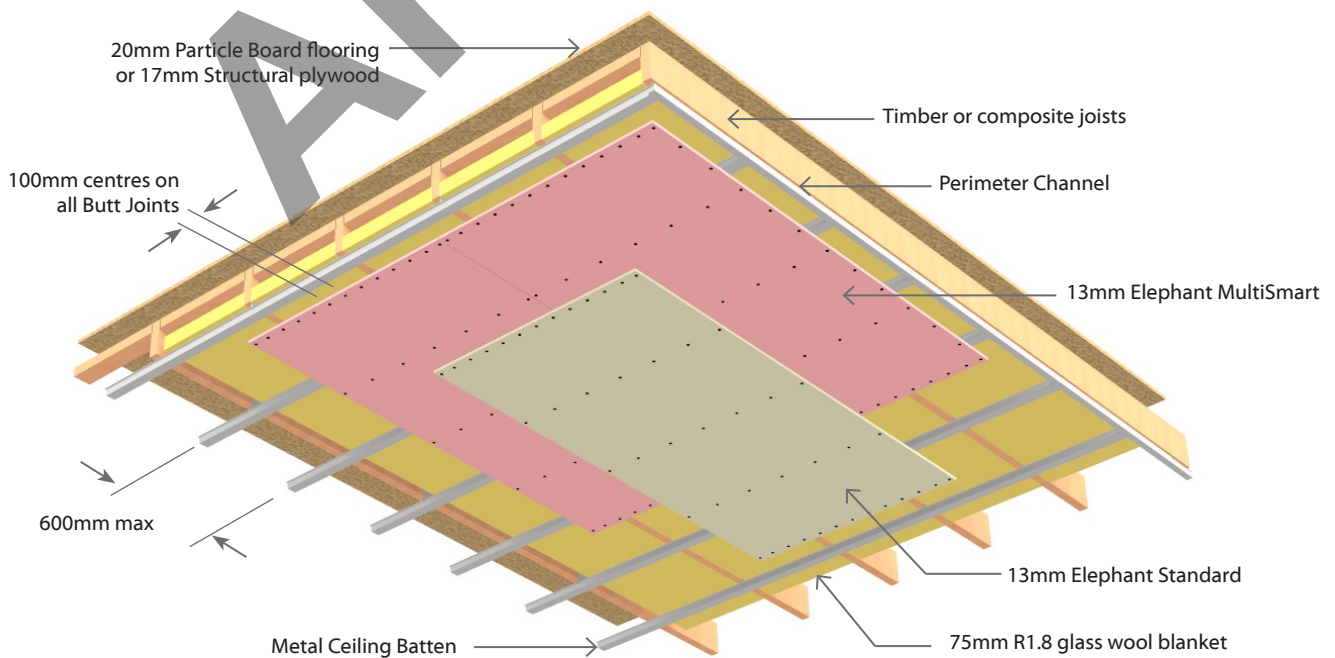 20mm Particle Board flooring
or 17mm Structural plywood
Timber or composite joists
100mm centres on
all Butt Joints
Perimeter Channel
13mm Elephant MultiSmart
600mm max
13mm Elephant Standard
Metal Ceiling Batten
75mm R1.8 glass wool blanket